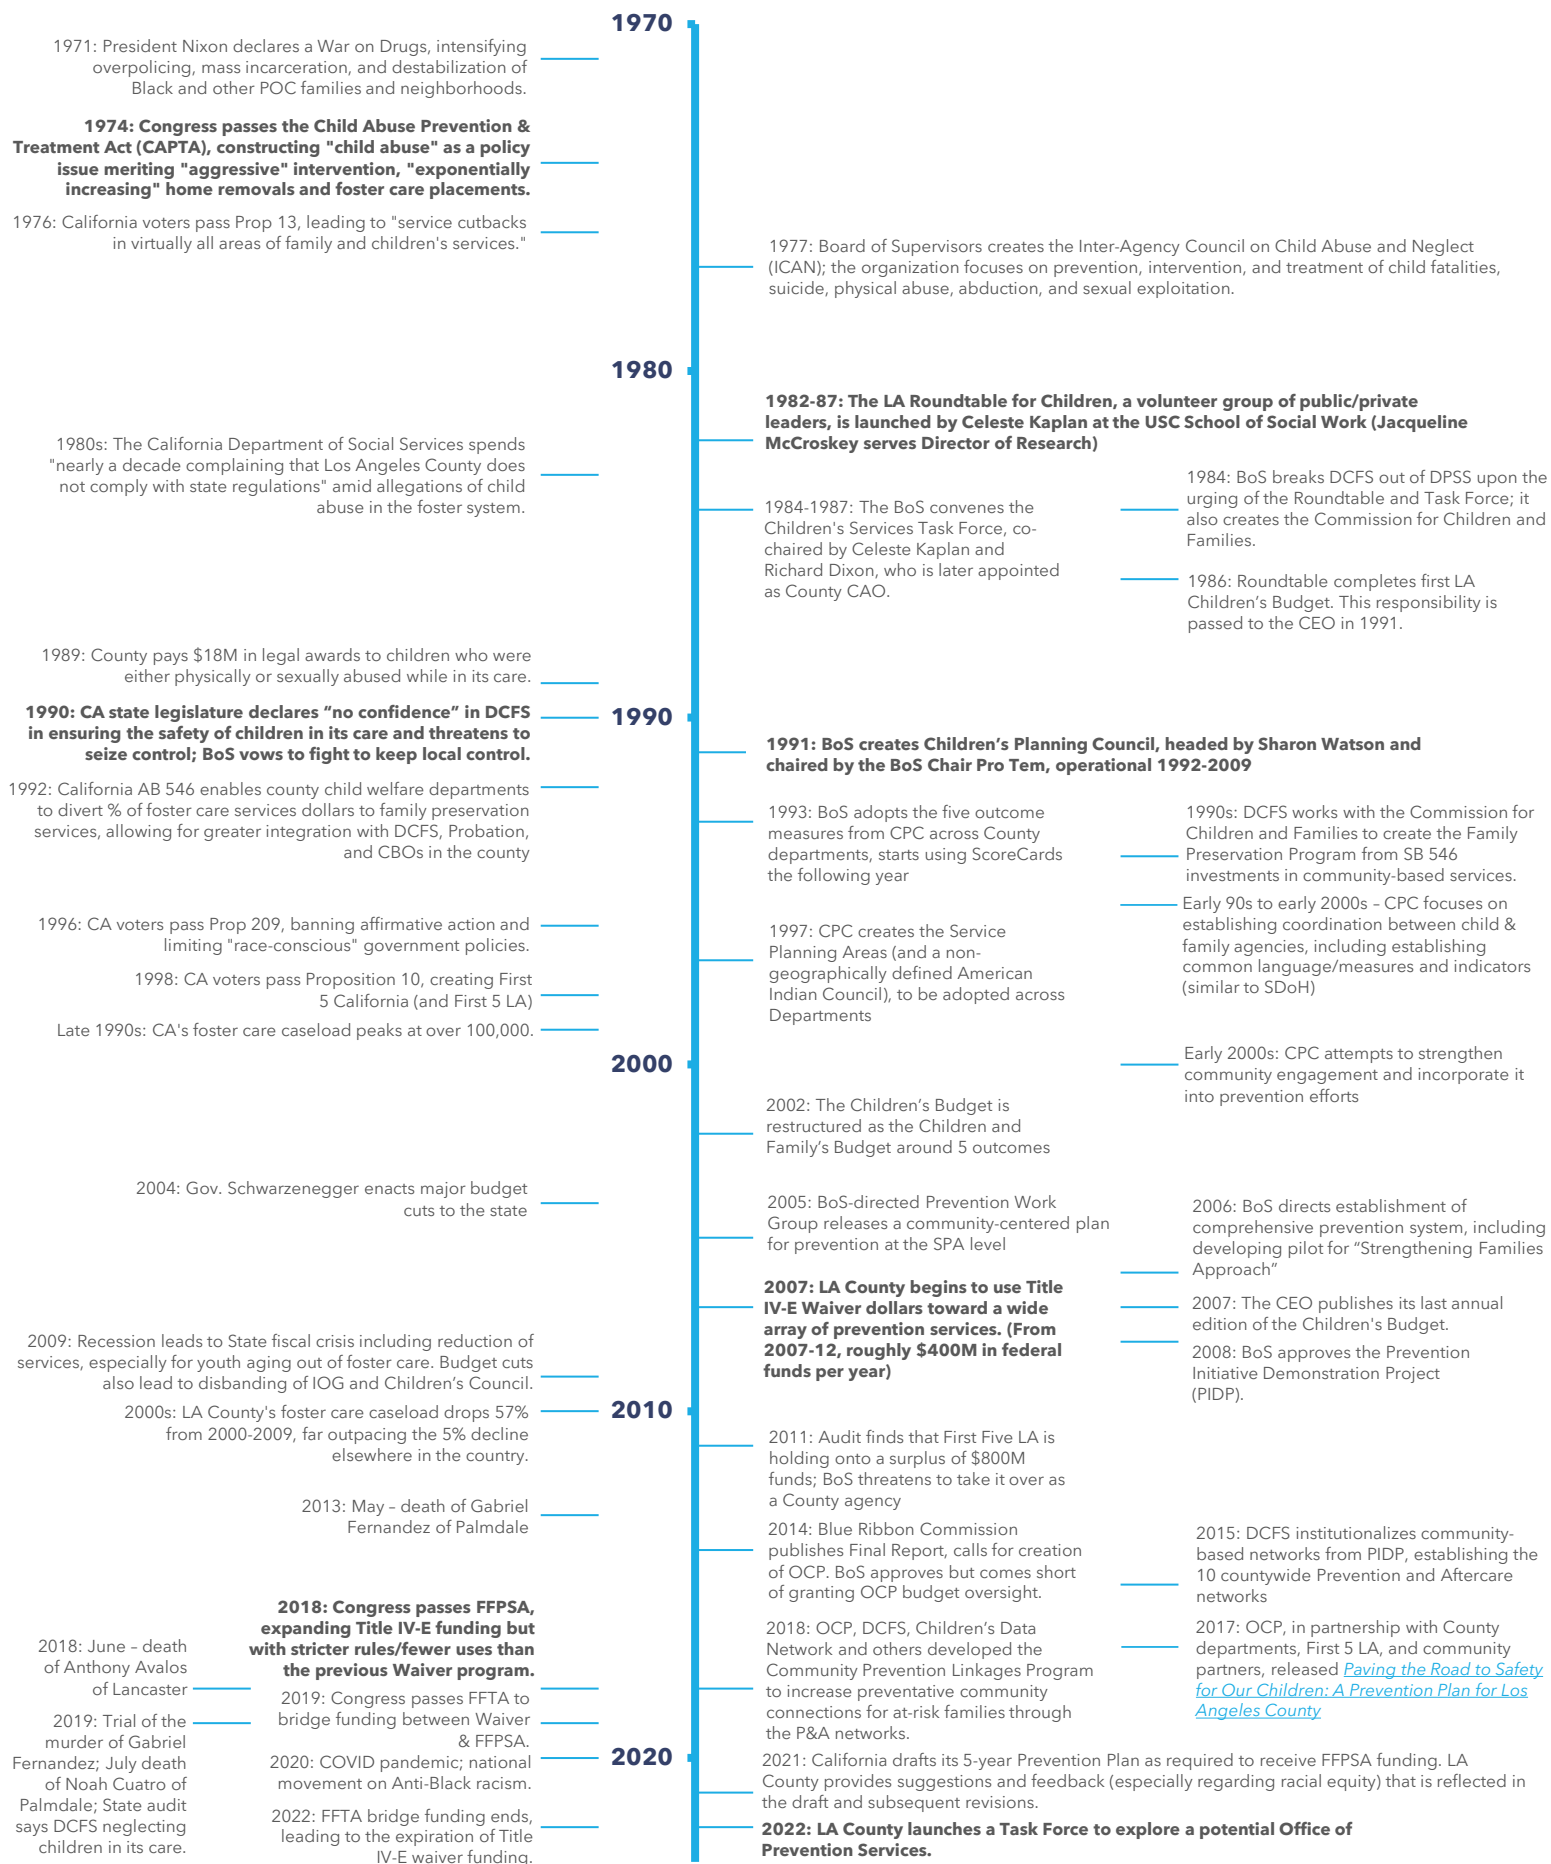 1970
1971: President Nixon declares a War on Drugs, intensifying
overpolicing, mass incarceration, and destabilization of
Black and other POC families and neighborhoods.
1974: Congress passes the Child Abuse Prevention &
Treatment Act (CAPTA), constructing "child abuse" as a policy
issue meriting "aggressive" intervention, "exponentially
increasing" home removals and foster care placements.
1976: California voters pass Prop 13, leading to "service cutbacks
in virtually all areas of family and children's services."
1977: Board of Supervisors creates the Inter-Agency Council on Child Abuse and Neglect
(ICAN); the organization focuses on prevention, intervention, and treatment of child fatalities,
suicide, physical abuse, abduction, and sexual exploitation.
1980
1982-87: The LA Roundtable for Children, a volunteer group of public/private
leaders, is launched by Celeste Kaplan at the USC School of Social Work (Jacqueline
McCroskey serves Director of Research)
1980s: The California Department of Social Services spends
"nearly a decade complaining that Los Angeles County does
not comply with state regulations" amid allegations of child
abuse in the foster system.
1984-1987: The BoS convenes the
Children's Services Task Force, co-
chaired by Celeste Kaplan and
Richard Dixon, who is later appointed
as County CAO.
1984: BoS breaks DCFS out of DPSS upon the
urging of the Roundtable and Task Force; it
also creates the Commission for Children and
Families.
1986: Roundtable completes first LA
Children’s Budget. This responsibility is
passed to the CEO in 1991.
1989: County pays $18M in legal awards to children who were
either physically or sexually abused while in its care.
1990: CA state legislature declares “no confidence” in DCFS
in ensuring the safety of children in its care and threatens to
seize control; BoS vows to fight to keep local control.
1990
1991: BoS creates Children’s Planning Council, headed by Sharon Watson and
chaired by the BoS Chair Pro Tem, operational 1992-2009
1992: California AB 546 enables county child welfare departments
to divert % of foster care services dollars to family preservation
services, allowing for greater integration with DCFS, Probation,
and CBOs in the county
1993: BoS adopts the five outcome
measures from CPC across County
departments, starts using ScoreCards
the following year
1990s: DCFS works with the Commission for
Children and Families to create the Family
Preservation Program from SB 546
investments in community-based services.
Early 90s to early 2000s – CPC focuses on
establishing coordination between child &
family agencies, including establishing
common language/measures and indicators
(similar to SDoH)
1996: CA voters pass Prop 209, banning affirmative action and
limiting "race-conscious" government policies.
1997: CPC creates the Service
Planning Areas (and a non-
geographically defined American
Indian Council), to be adopted across
Departments
1998: CA voters pass Proposition 10, creating First
5 California (and First 5 LA)
Late 1990s: CA's foster care caseload peaks at over 100,000.
2000
Early 2000s: CPC attempts to strengthen
community engagement and incorporate it
into prevention efforts
2002: The Children’s Budget is
restructured as the Children and
Family’s Budget around 5 outcomes
2004: Gov. Schwarzenegger enacts major budget
cuts to the state
2005: BoS-directed Prevention Work
Group releases a community-centered plan
for prevention at the SPA level
2006: BoS directs establishment of
comprehensive prevention system, including
developing pilot for “Strengthening Families
Approach”
2007: LA County begins to use Title
IV-E Waiver dollars toward a wide
array of prevention services. (From
2007-12, roughly $400M in federal
funds per year)
2007: The CEO publishes its last annual
edition of the Children's Budget.
2008: BoS approves the Prevention
Initiative Demonstration Project
(PIDP).
2009: Recession leads to State fiscal crisis including reduction of
services, especially for youth aging out of foster care. Budget cuts
also lead to disbanding of IOG and Children’s Council.
2000s: LA County's foster care caseload drops 57%
from 2000-2009, far outpacing the 5% decline
elsewhere in the country.
2010
2011: Audit finds that First Five LA is
holding onto a surplus of $800M
funds; BoS threatens to take it over as
a County agency
2013: May – death of Gabriel
Fernandez of Palmdale
2014: Blue Ribbon Commission
publishes Final Report, calls for creation
of OCP. BoS approves but comes short
of granting OCP budget oversight.
2015: DCFS institutionalizes community-
based networks from PIDP, establishing the
10 countywide Prevention and Aftercare
networks
2018: Congress passes FFPSA,
expanding Title IV-E funding but
with stricter rules/fewer uses than
the previous Waiver program.
2018: June – death
of Anthony Avalos
of Lancaster
2018: OCP, DCFS, Children’s Data
Network and others developed the
Community Prevention Linkages Program
to increase preventative community
connections for at-risk families through
the P&A networks.
2017: OCP, in partnership with County
departments, First 5 LA, and community
partners, released Paving the Road to Safety
for Our Children: A Prevention Plan for Los
Angeles County
2019: Congress passes FFTA to
bridge funding between Waiver
& FFPSA.
2019: Trial of the
murder of Gabriel
Fernandez; July death
of Noah Cuatro of
Palmdale; State audit
says DCFS neglecting
children in its care.
2020: COVID pandemic; national
movement on Anti-Black racism.
2020
2021: California drafts its 5-year Prevention Plan as required to receive FFPSA funding. LA
County provides suggestions and feedback (especially regarding racial equity) that is reflected in
the draft and subsequent revisions.
2022: FFTA bridge funding ends,
leading to the expiration of Title
IV-E waiver funding.
2022: LA County launches a Task Force to explore a potential Office of
Prevention Services.